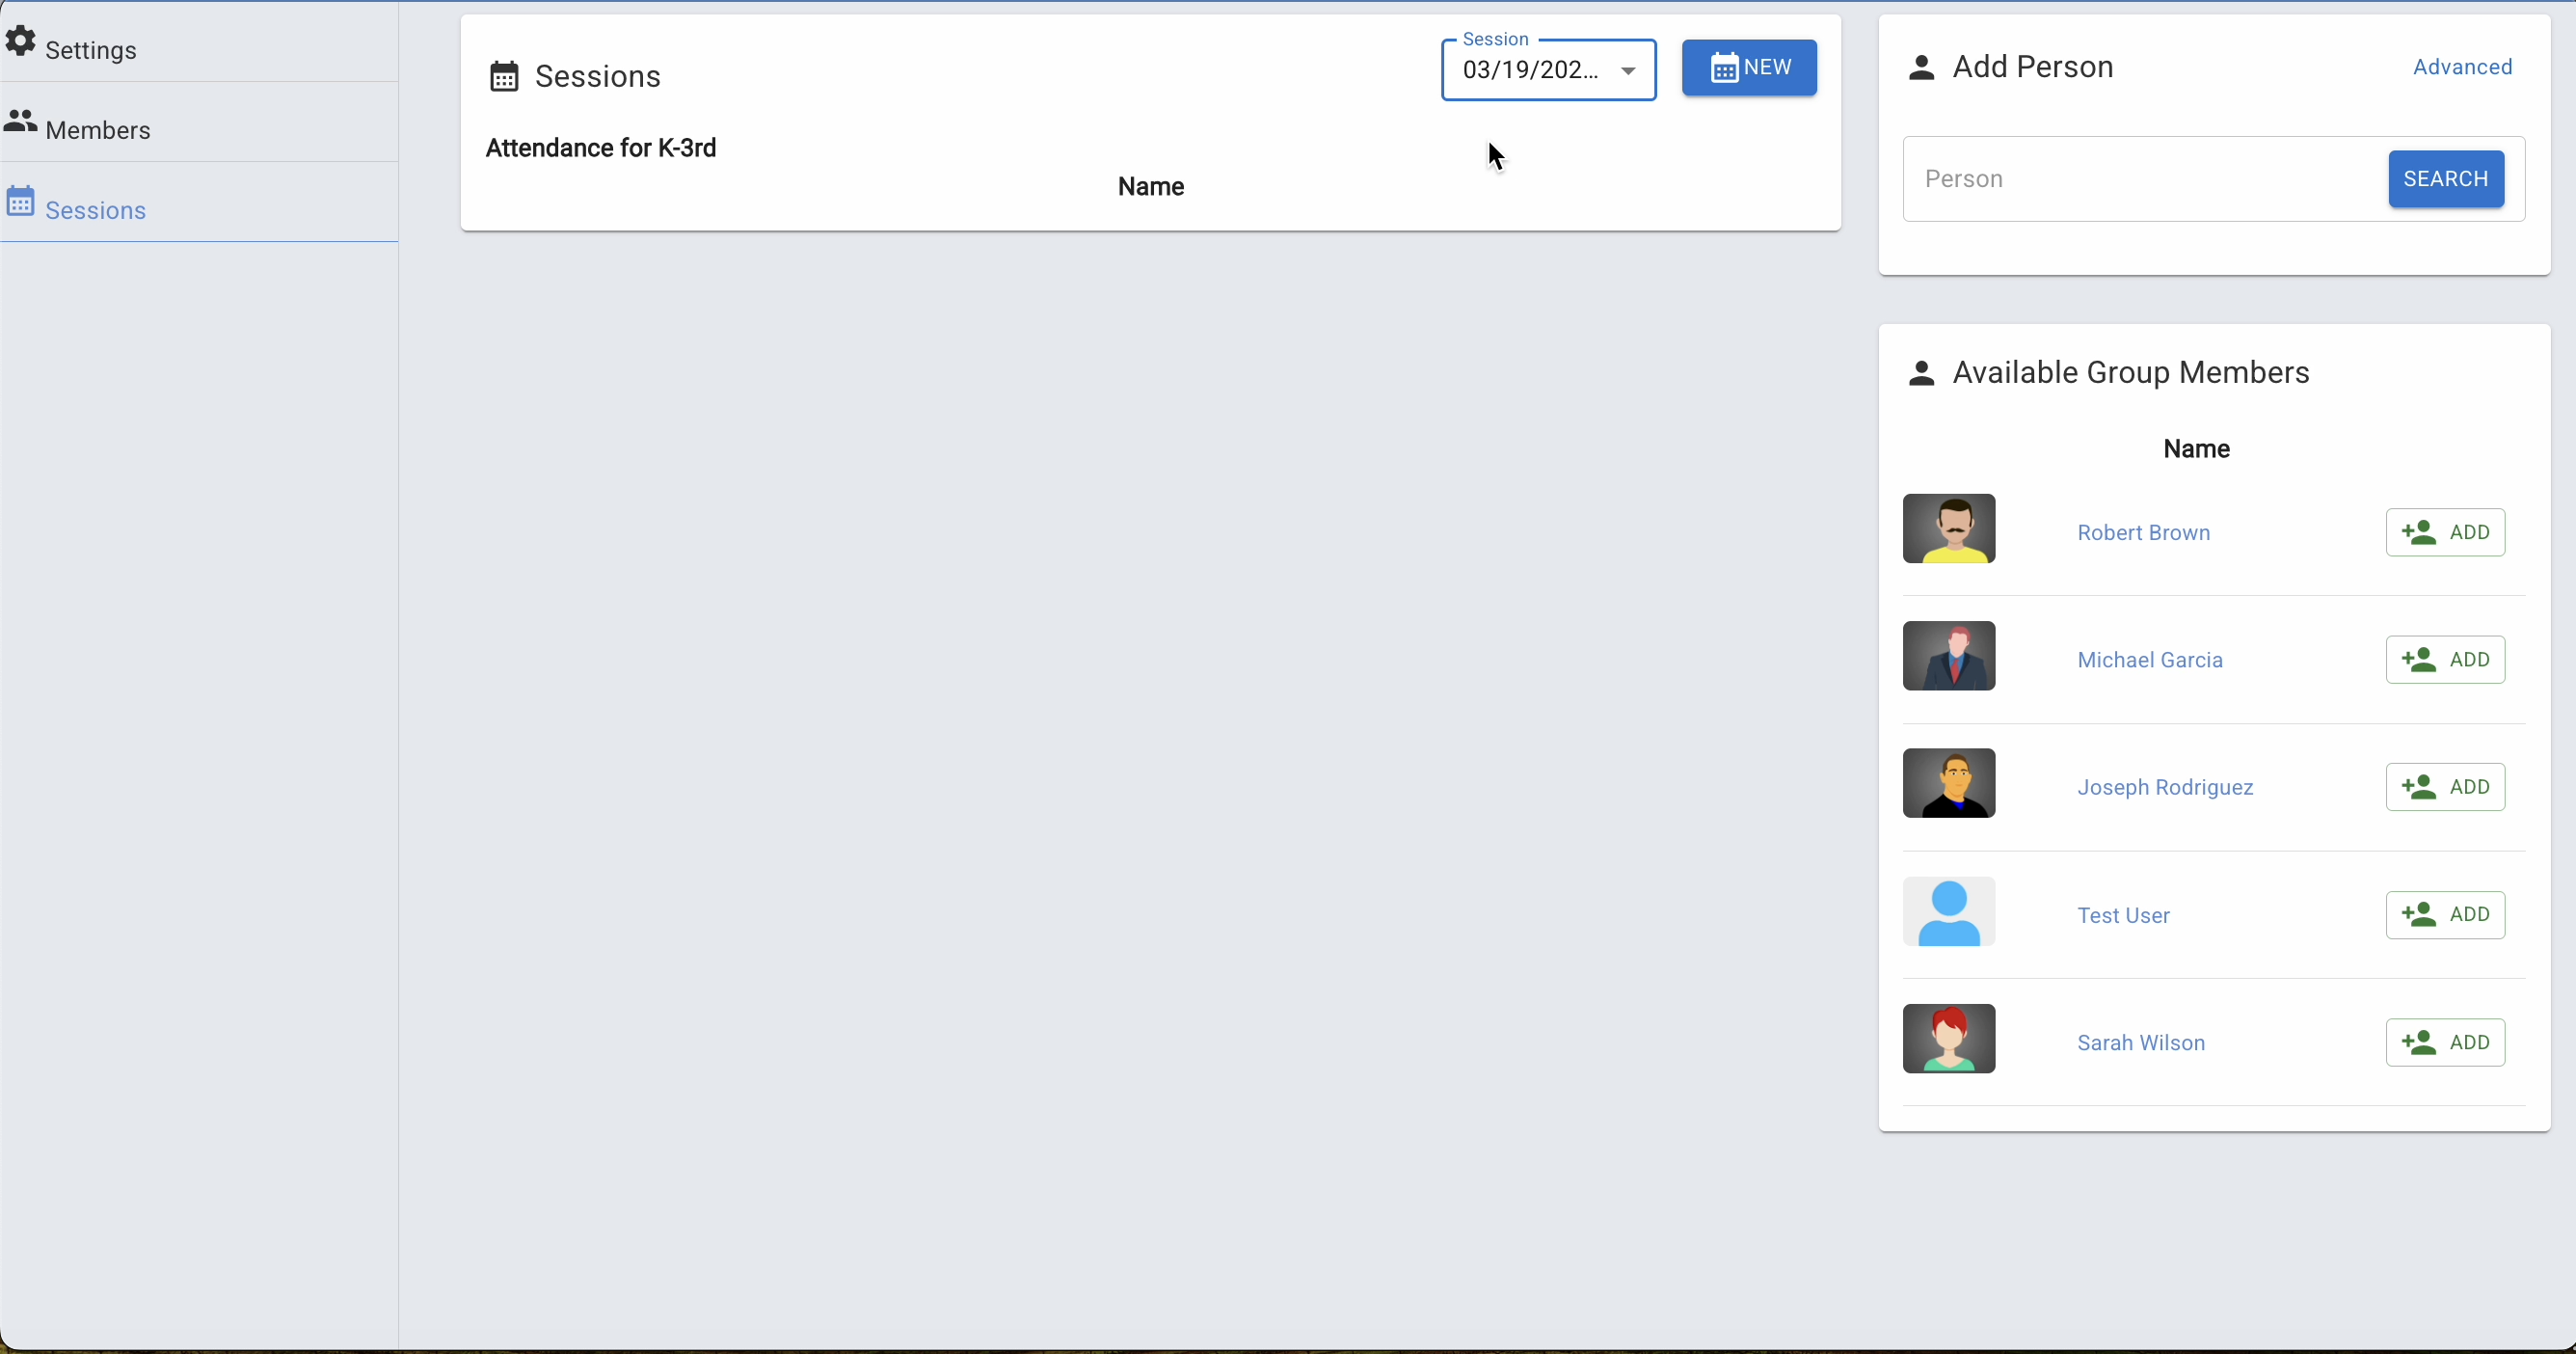 Settings
Members
Sessions
Sessions
Session
03/19/202...
NEW
Attendance for K-3rd
Name
Add Person
Advanced
Person
SEARCH
Available Group Members
Name
Robert Brown
ADD
Michael Garcia
ADD
Joseph Rodriguez
ADD
Test User
ADD
Sarah Wilson
ADD